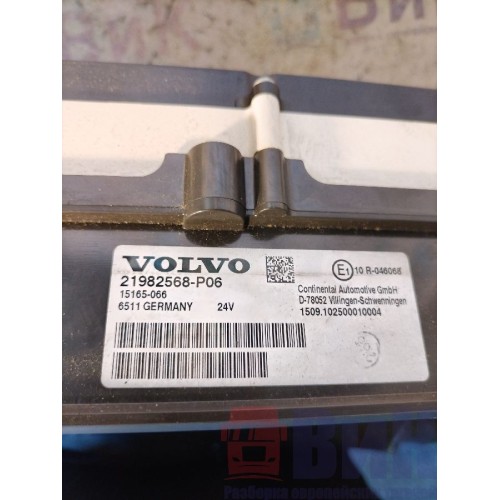 VOLVO
21982568-P06
15165-066
6511 GERMANY 24V
E1 10 R-046068
Continental Automotive GmbH
D-78052 Villingen-Schwenningen
1509.102500010004